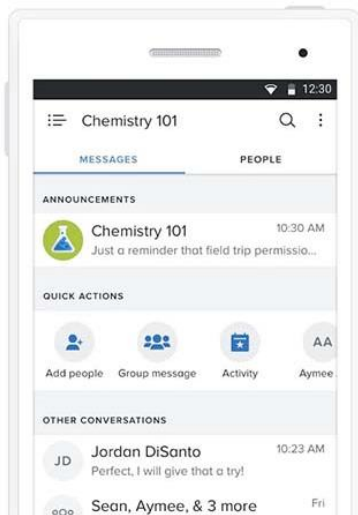 12:30
Chemistry 101
MESSAGES PEOPLE
ANNOUNCEMENTS
Chemistry 101 10:30 AM
Just a reminder that field trip permissio...
QUICK ACTIONS
AA
Add people Group message Activity Aymee
OTHER CONVERSATIONS
JD
Jordan DiSanto 10:23 AM
Perfect, I will give that a try!
Sean, Aymee, & 3 more Fri